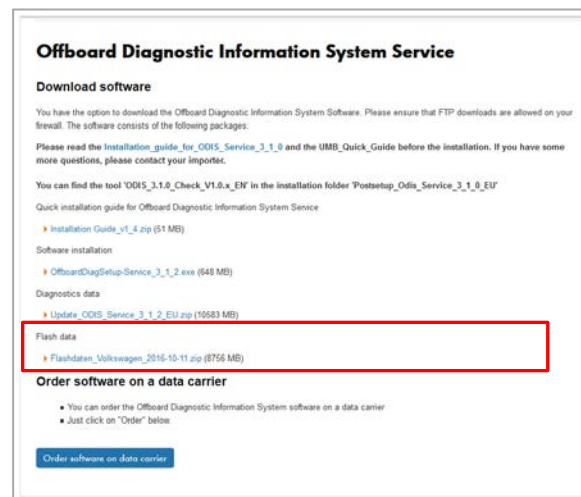 Offboard Diagnostic Information System Service
Download software
You have the option to download the Offboard Diagnostic Information System Software. Please ensure that FTP downloads are allowed on your
firewall. The software consists of the following packages:
Please read the Installation_guide_for_ODIS_Service_3_1_0 and the UMB_Quick_Guide before the installation. If you have some
more questions, please contact your importer.
You can find the tool 'ODIS_3.1.0_Check_V1.0.x_EN' in the installation folder 'Postsetup_Odis_Service_3_1_0_EU'
Quick installation guide for Offboard Diagnostic Information System Service
Installation Guide_v1_4.zip (51 MB)
Software installation
OffboardDiagSetup-Service_3_1_2.exe (648 MB)
Diagnostics data
Update_ODIS_Service_3_1_2_EU.zip (10583 MB)
Flash data
Flashdaten_Volkswagen_2016-10-11.zip (8756 MB)
Order software on a data carrier
You can order the Offboard Diagnostic Information System software on a data carrier
Just click on "Order" below.
Order software on data carrier